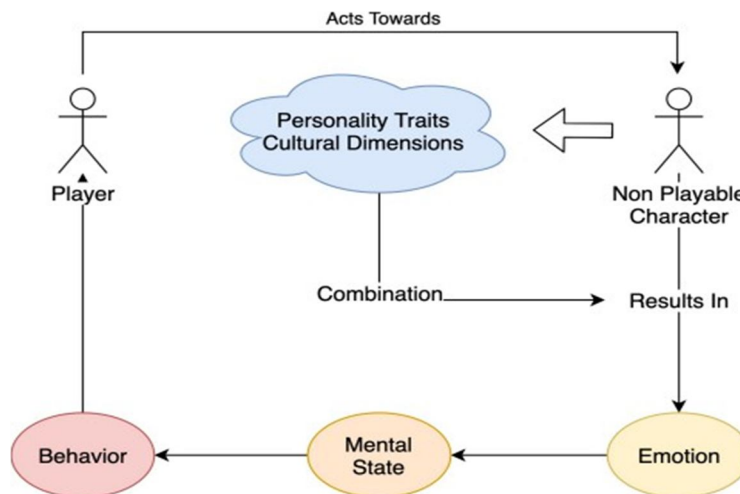 Acts Towards
Personality Traits
Cultural Dimensions
Player
Non Playable
Character
Combination
Results In
Behavior
Mental
State
Emotion